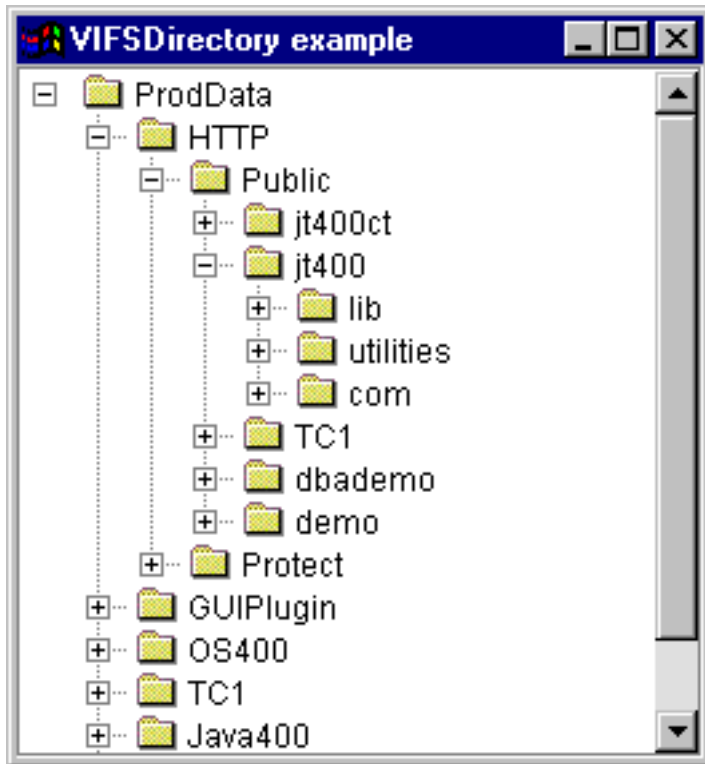 VIFSDirectory example
ProdData
HTTP
Public
jt400ct
jt400
lib
utilities
com
TC1
dbademo
demo
Protect
GUIPlugin
OS400
TC1
Java400